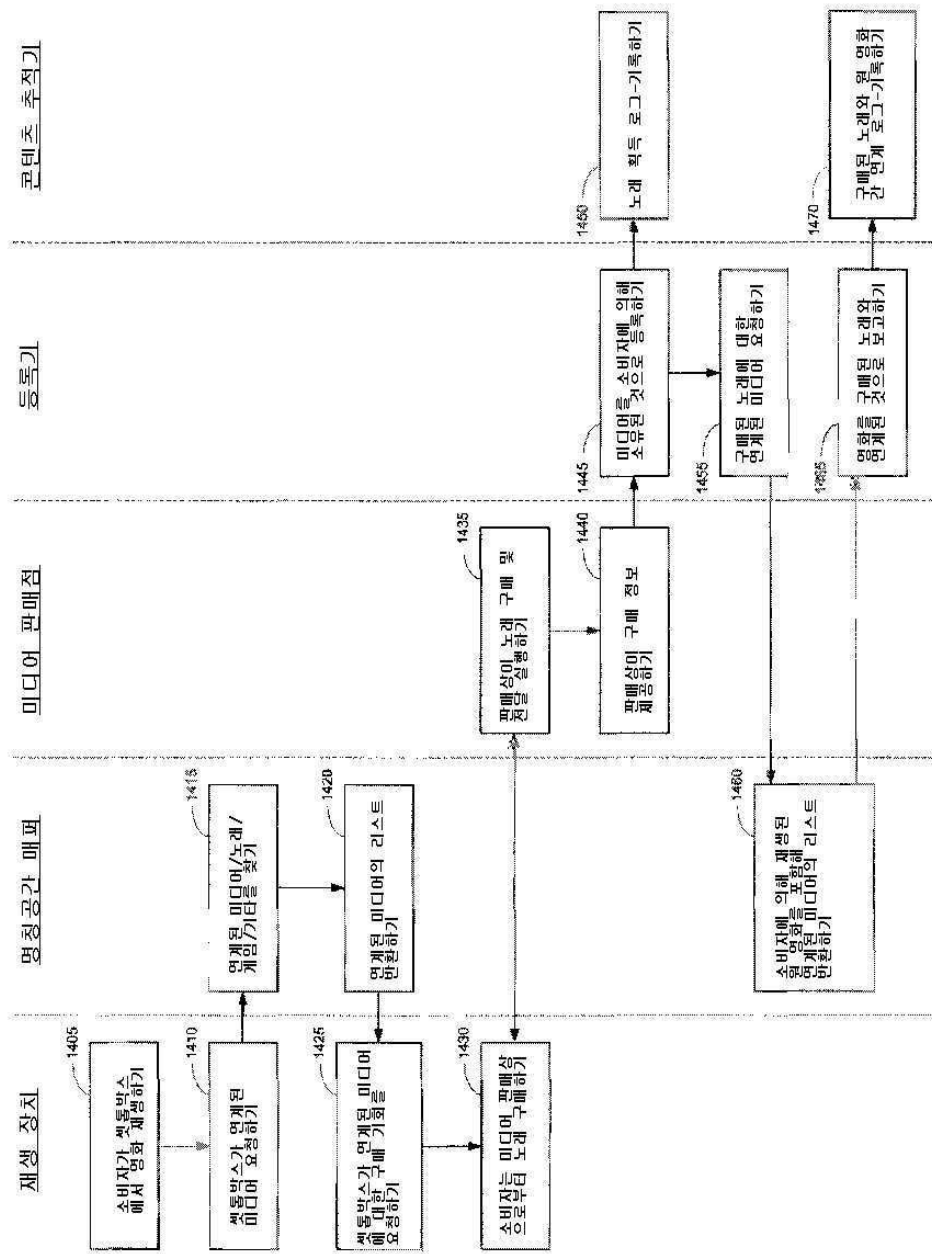 재생 장치
명칭공간 매퍼
미디어 판매점
등록기
콘텐츠 추적기
1405
소비자가 셋톱박스
에서 영화 재생하기
1410
셋톱박스가 연계된
미디어 요청하기
1415
연계된 미디어/노래/
게임/기타를 찾기
1420
연계된 미디어의 리스트
반환하기
1425
셋톱박스가 연계된 미디어
에 대한 구매 기회를
요청하기
1430
소비자는 미디어 판매상
으로부터 노래 구매하기
1435
판매상이 노래 구매 및
전달 실행하기
1440
판매상이 구매 정보
제공하기
1445
미디어를 소비자에 의해
소유된 것으로 등록하기
1450
노래 획득 로그-기록하기
1455
구매된 노래에 대한
연계된 미디어 요청하기
1460
소비자에 의해 재생된
원 영화를 포함해
연계된 미디어의 리스트
반환하기
1465
영화를 구매된 노래와
연계된 것으로 보고하기
1470
구매된 노래와 원 영화
간 연계 로그-기록하기